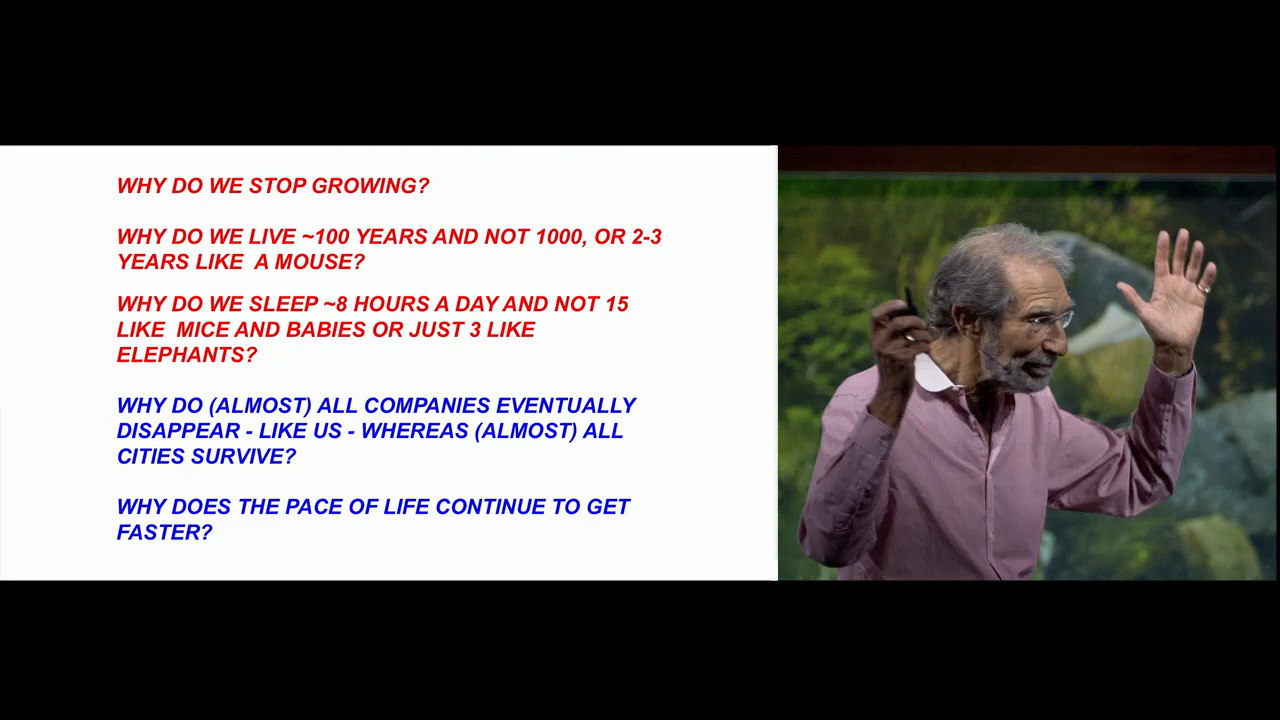 WHY DO WE STOP GROWING?
WHY DO WE LIVE ~100 YEARS AND NOT 1000, OR 2-3
YEARS LIKE A MOUSE?
WHY DO WE SLEEP ~8 HOURS A DAY AND NOT 15
LIKE MICE AND BABIES OR JUST 3 LIKE
ELEPHANTS?
WHY DO (ALMOST) ALL COMPANIES EVENTUALLY
DISAPPEAR - LIKE US - WHEREAS (ALMOST) ALL
CITIES SURVIVE?
WHY DOES THE PACE OF LIFE CONTINUE TO GET
FASTER?